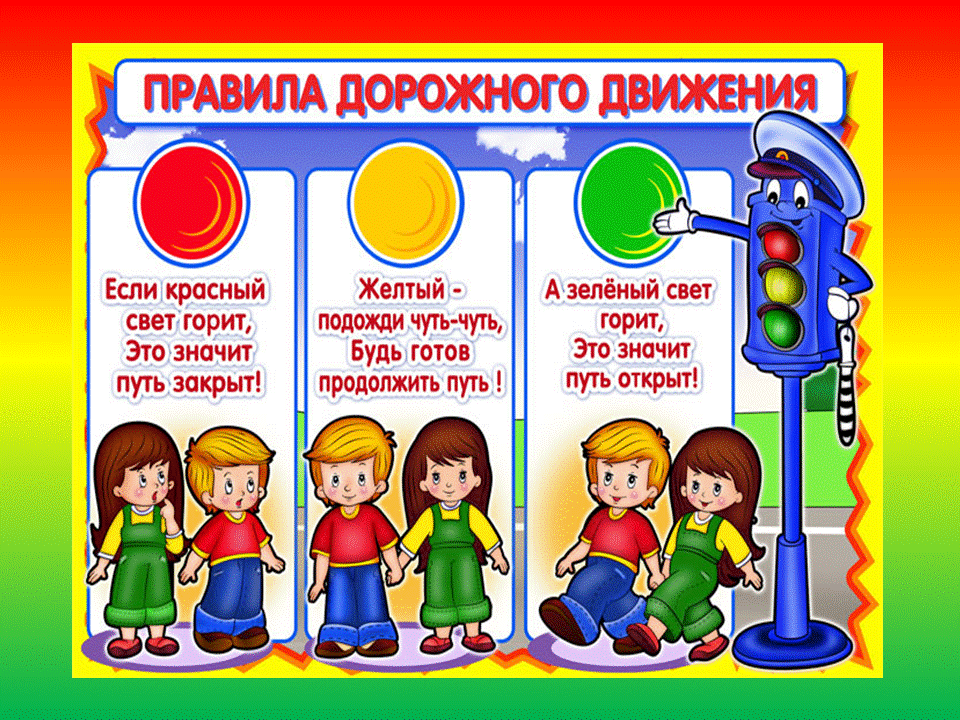 ПРАВИЛА ДОРОЖНОГО ДВИЖЕНИЯ
Если красный
свет горит,
Это значит
путь закрыт!
Желтый -
подожди чуть-чуть,
Будь готов
продолжить путь !
А зелёный свет
горит,
Это значит
путь открыт!